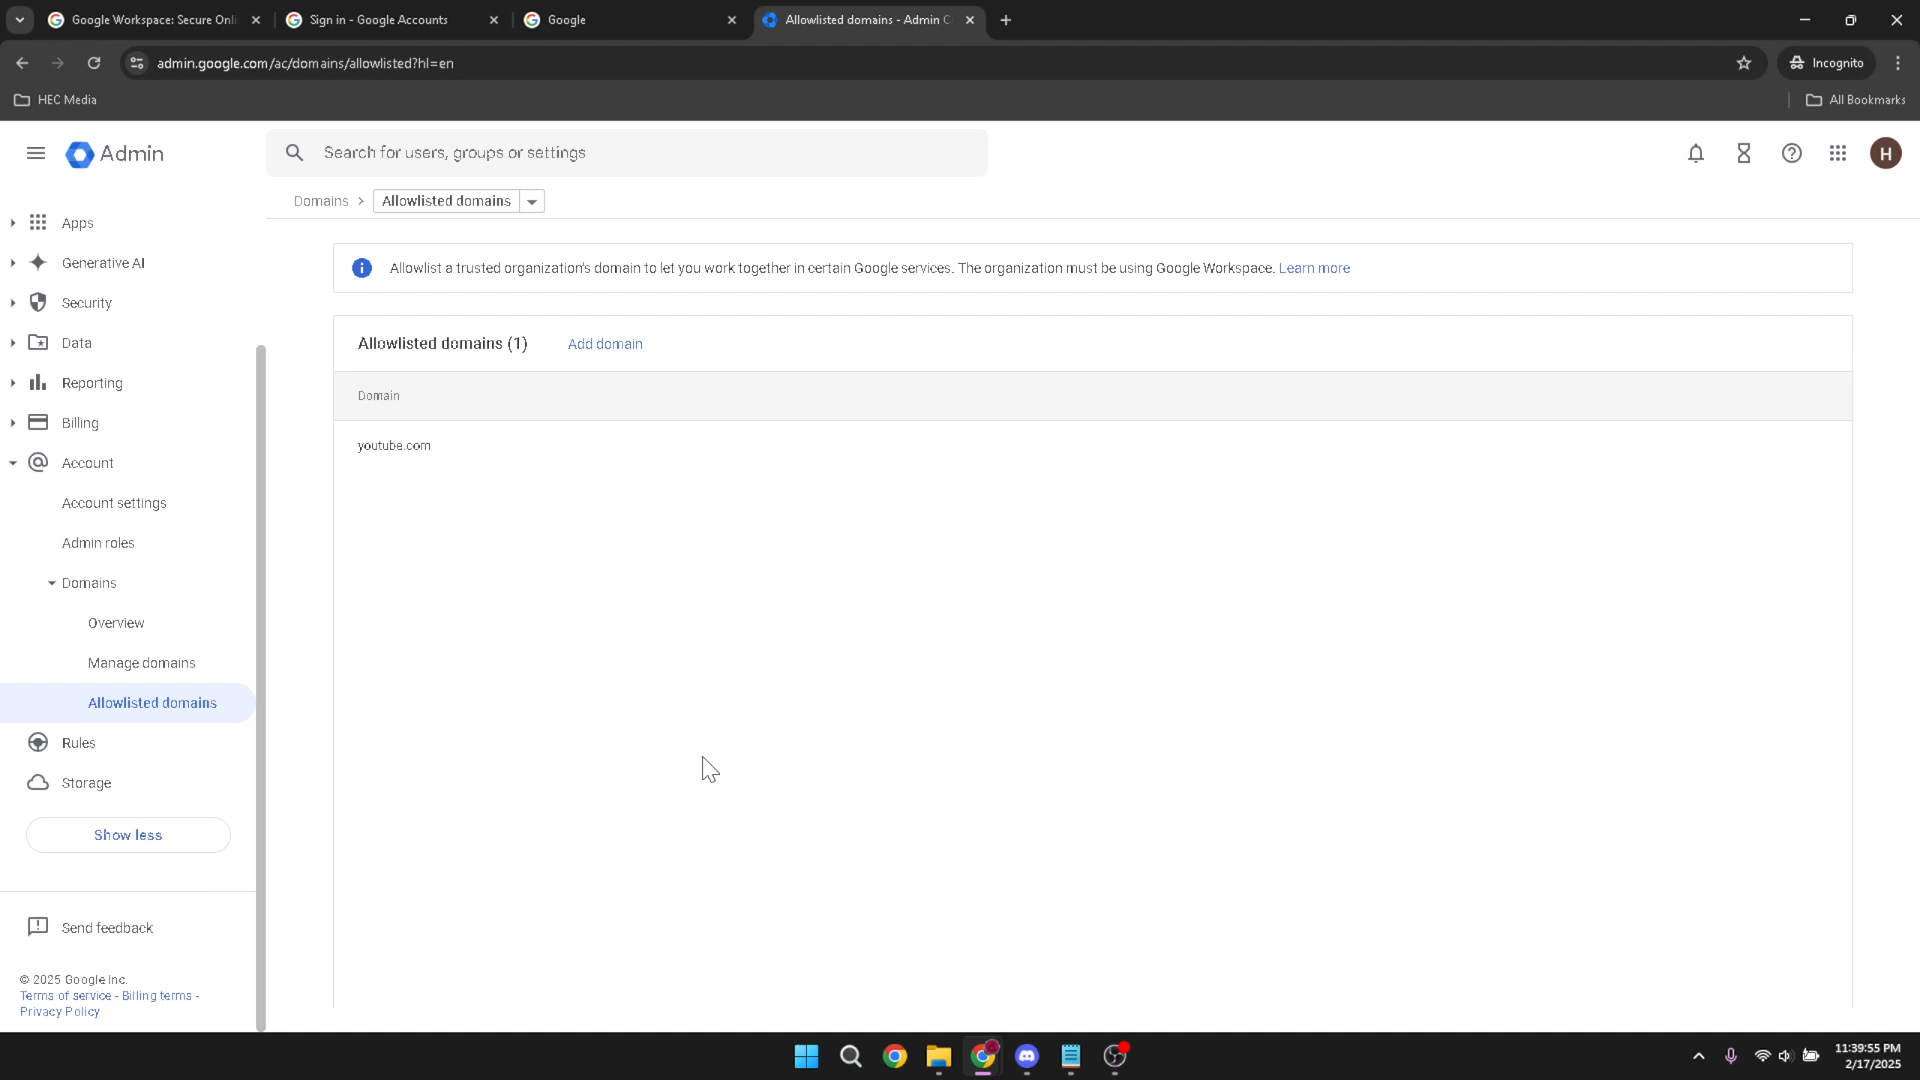 Google Workspace: Secure Onli
Sign in - Google Accounts
Google
Allowlisted domains - Admin C
admin.google.com/ac/domains/allowlisted?hl=en
Incognito
HEC Media
All Bookmarks
Admin
Search for users, groups or settings
H
Domains
Allowlisted domains
Apps
Generative AI
Security
Data
Reporting
Billing
Account
Account settings
Admin roles
Domains
Overview
Manage domains
Allowlisted domains
Rules
Storage
Show less
Send feedback
© 2025 Google Inc.
Terms of service - Billing terms -
Privacy Policy
Allowlist a trusted organization's domain to let you work together in certain Google services. The organization must be using Google Workspace. Learn more
Allowlisted domains (1)
Add domain
Domain
youtube.com
11:39:55 PM
2/17/2025